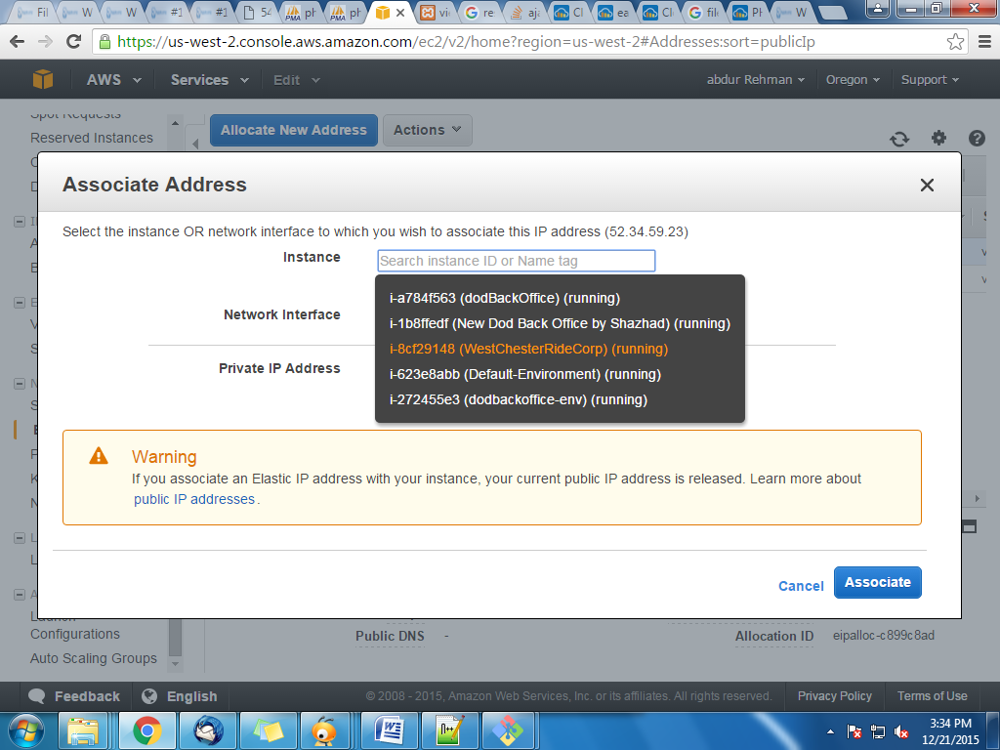 Fil
W
W
W
#1
#1
54
ph
ph
vi
re
aja
Cl
ea
Cl
file
Ph
W
https://us-west-2.console.aws.amazon.com/ec2/v2/home?region=us-west-2#Addresses:sort=publicIp
AWS Services Edit abdur Rehman Oregon Support
Spot Requests
Reserved Instances
Allocate New Address Actions
Associate Address
Select the instance OR network interface to which you wish to associate this IP address (52.34.59.23)
Instance Search instance ID or Name tag
i-a784f563 (dodBackOffice) (running)
Network Interface
i-1b8ffedf (New Dod Back Office by Shazhad) (running)
i-8cf29148 (WestChesterRideCorp) (running)
Private IP Address
i-623e8abb (Default-Environment) (running)
i-272455e3 (dodbackoffice-env) (running)
Warning
If you associate an Elastic IP address with your instance, your current public IP address is released. Learn more about
public IP addresses.
Cancel Associate
Launch
Configurations
Auto Scaling Groups
Public DNS - Allocation ID eipalloc-c899c8ad
Feedback English © 2008 - 2015, Amazon Web Services, Inc. or its affiliates. All rights reserved. Privacy Policy Terms of Use
3:34 PM
12/21/2015